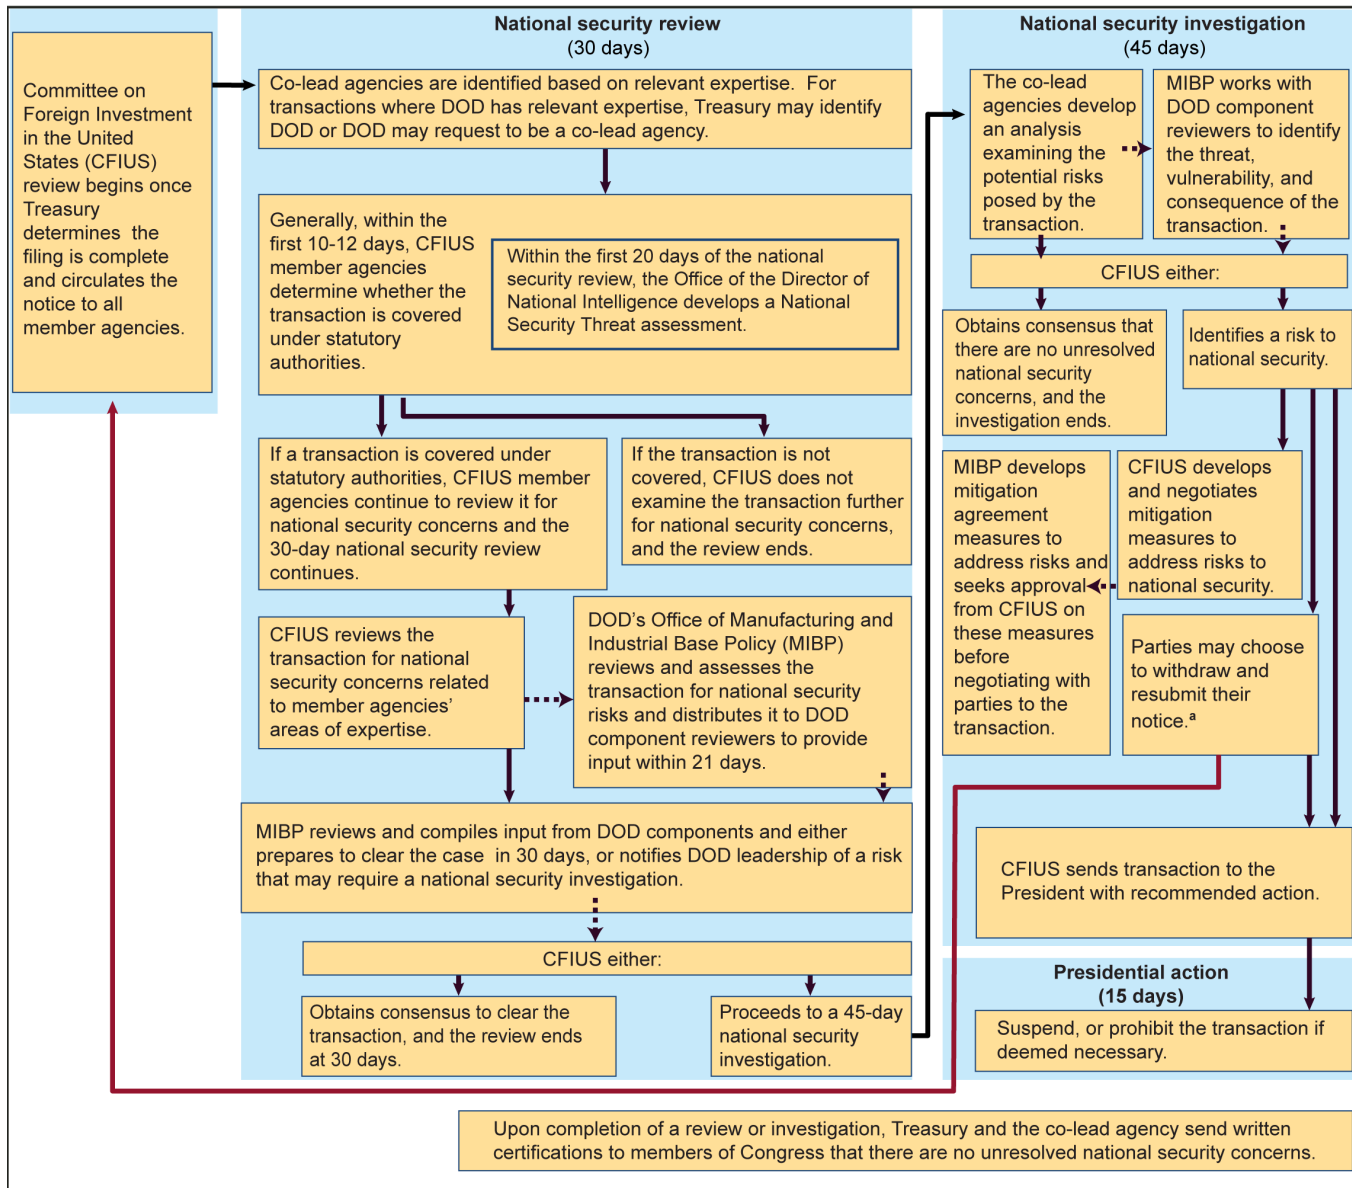 Committee on
Foreign Investment
in the United
States (CFIUS)
review begins once
Treasury
determines the
filing is complete
and circulates the
notice to all
member agencies.
National security review
(30 days)
Co-lead agencies are identified based on relevant expertise. For
transactions where DOD has relevant expertise, Treasury may identify
DOD or DOD may request to be a co-lead agency.
Generally, within the
first 10-12 days, CFIUS
member agencies
determine whether the
transaction is covered
under statutory
authorities.
Within the first 20 days of the national
security review, the Office of the Director of
National Intelligence develops a National
Security Threat assessment.
If a transaction is covered under
statutory authorities, CFIUS member
agencies continue to review it for
national security concerns and the
30-day national security review
continues.
If the transaction is not
covered, CFIUS does not
examine the transaction further
for national security concerns,
and the review ends.
CFIUS reviews the
transaction for national
security concerns related
to member agencies’
areas of expertise.
DOD’s Office of Manufacturing and
Industrial Base Policy (MIBP)
reviews and assesses the
transaction for national security
risks and distributes it to DOD
component reviewers to provide
input within 21 days.
MIBP reviews and compiles input from DOD components and either
prepares to clear the case in 30 days, or notifies DOD leadership of a risk
that may require a national security investigation.
CFIUS either:
Obtains consensus to clear the
transaction, and the review ends
at 30 days.
Proceeds to a 45-day
national security
investigation.
National security investigation
(45 days)
The co-lead
agencies develop
an analysis
examining the
potential risks
posed by the
transaction.
MIBP works with
DOD component
reviewers to identify
the threat,
vulnerability, and
consequence of the
transaction.
CFIUS either:
Obtains consensus that
there are no unresolved
national security
concerns, and the
investigation ends.
Identifies a risk to
national security.
MIBP develops
mitigation
agreement
measures to
address risks and
seeks approval
from CFIUS on
these measures
before
negotiating with
parties to the
transaction.
CFIUS develops
and negotiates
mitigation
measures to
address risks to
national security.
Parties may choose
to withdraw and
resubmit their
notice.a
CFIUS sends transaction to the
President with recommended action.
Presidential action
(15 days)
Suspend, or prohibit the transaction if
deemed necessary.
Upon completion of a review or investigation, Treasury and the co-lead agency send written
certifications to members of Congress that there are no unresolved national security concerns.